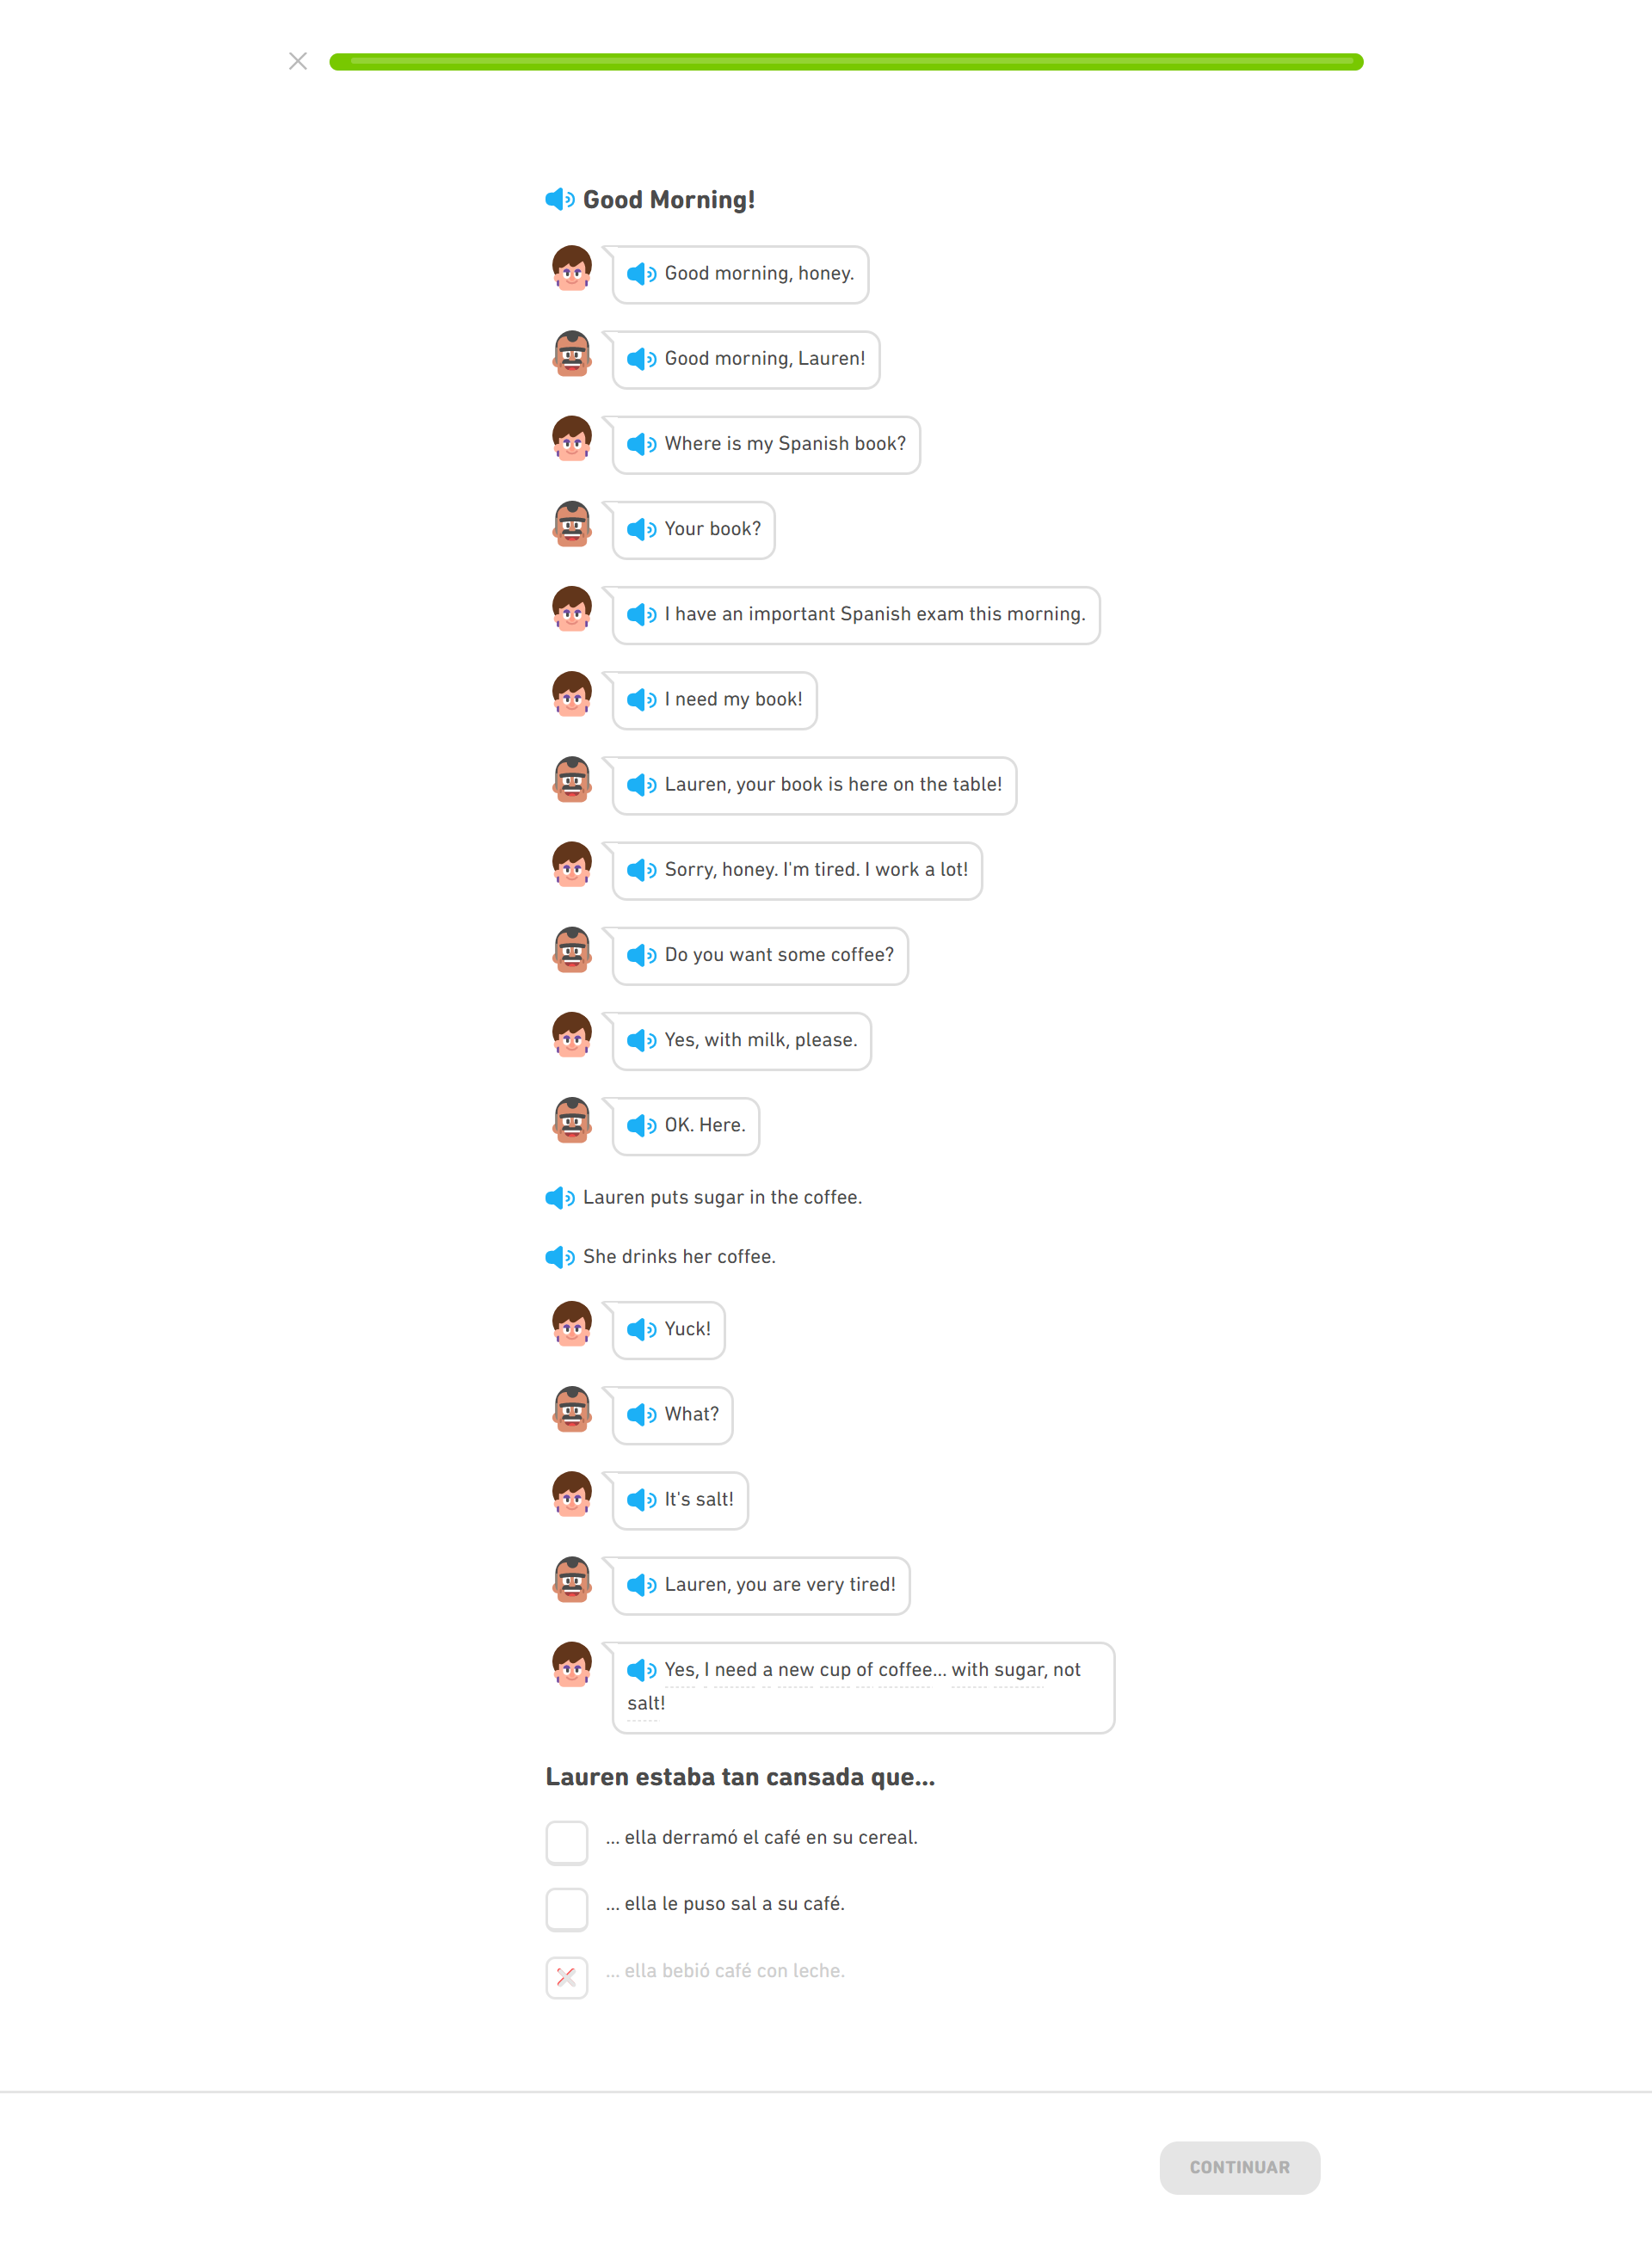 Good Morning!
Good morning, honey.
Good morning, Lauren!
Where is my Spanish book?
Your book?
I have an important Spanish exam this morning.
I need my book!
Lauren, your book is here on the table!
Sorry, honey. I'm tired. I work a lot!
Do you want some coffee?
Yes, with milk, please.
OK. Here.
Lauren puts sugar in the coffee.
She drinks her coffee.
Yuck!
What?
It's salt!
Lauren, you are very tired!
Yes, I need a new cup of coffee... with sugar, not
salt!
Lauren estaba tan cansada que...
... ella derramó el café en su cereal.
... ella le puso sal a su café.
... ella bebió café con leche.
CONTINUAR